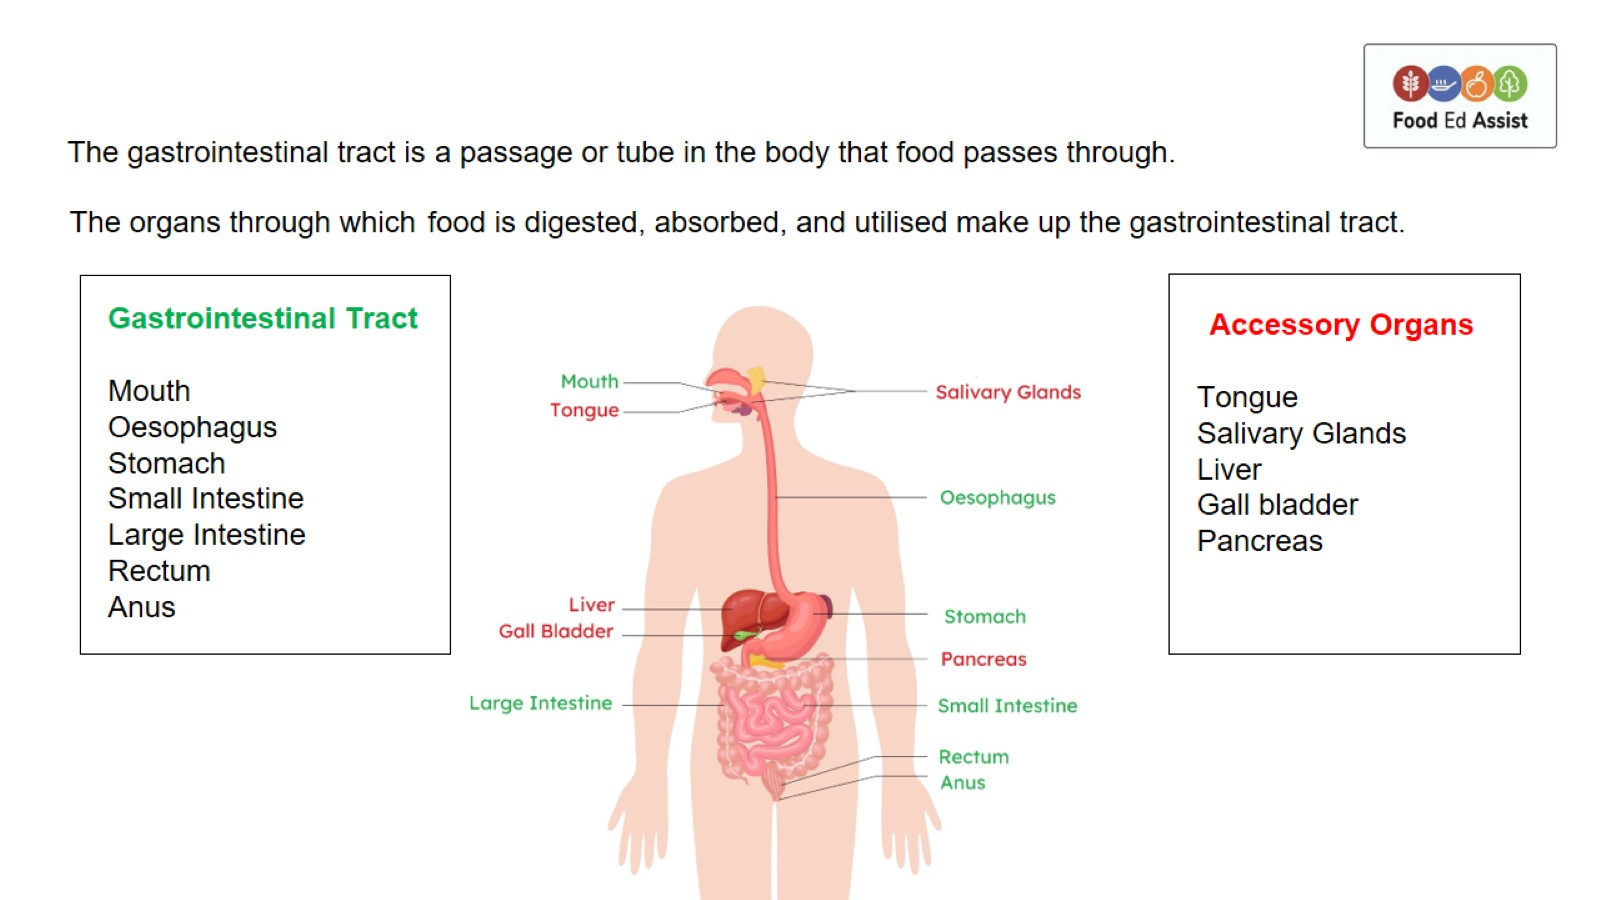 Food Ed Assist
The gastrointestinal tract is a passage or tube in the body that food passes through.
The organs through which food is digested, absorbed, and utilised make up the gastrointestinal tract.
Gastrointestinal Tract
Mouth
Oesophagus
Stomach
Small Intestine
Large Intestine
Rectum
Anus
Mouth
Tongue
Salivary Glands
Oesophagus
Liver
Gall Bladder
Stomach
Pancreas
Large Intestine
Small Intestine
Rectum
Anus
Accessory Organs
Tongue
Salivary Glands
Liver
Gall bladder
Pancreas